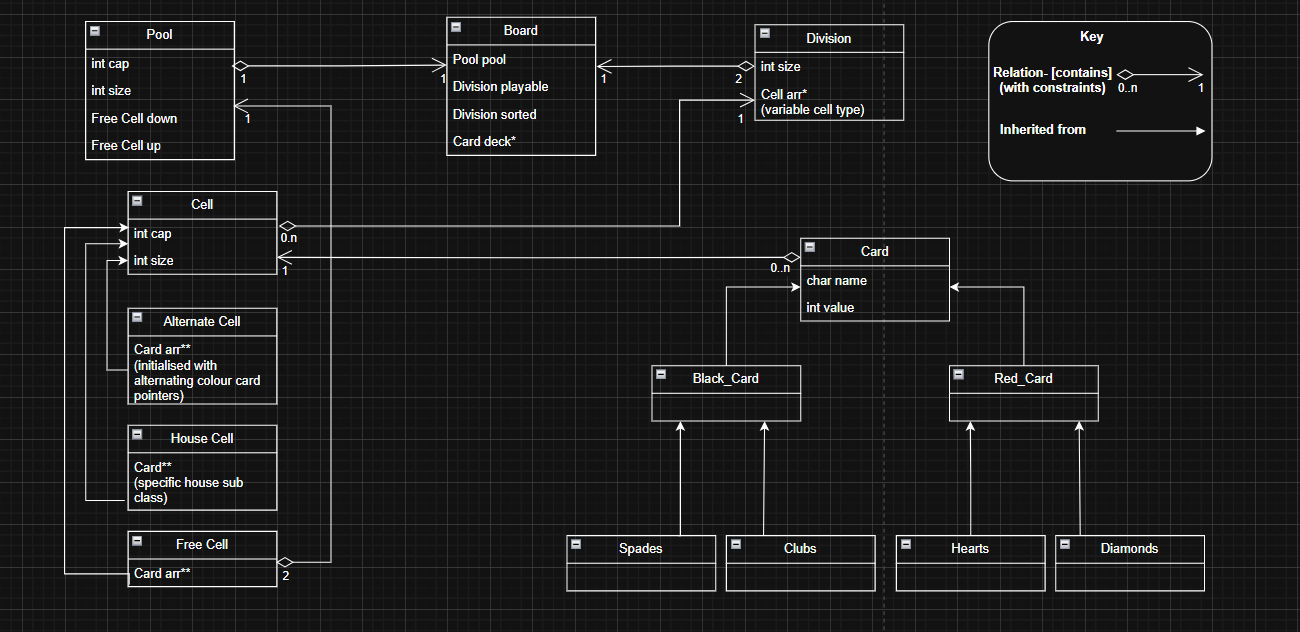 Pool
int cap
int size
Free Cell down
Free Cell up
1
1
1
Board
Pool pool
Division playable
Division sorted
Card deck*
1
Division
int size
Cell arr*
(variable cell type)
2
1
Key
Relation- [contains]
(with constraints)
0..n
1
Inherited from
Cell
int cap
int size
0.n
1
Alternate Cell
Card arr**
(initialised with
alternating colour card
pointers)
House Cell
Card**
(specific house sub
class)
Free Cell
Card arr**
2
Card
char name
int value
0..n
Black_Card
Red_Card
Spades
Clubs
Hearts
Diamonds